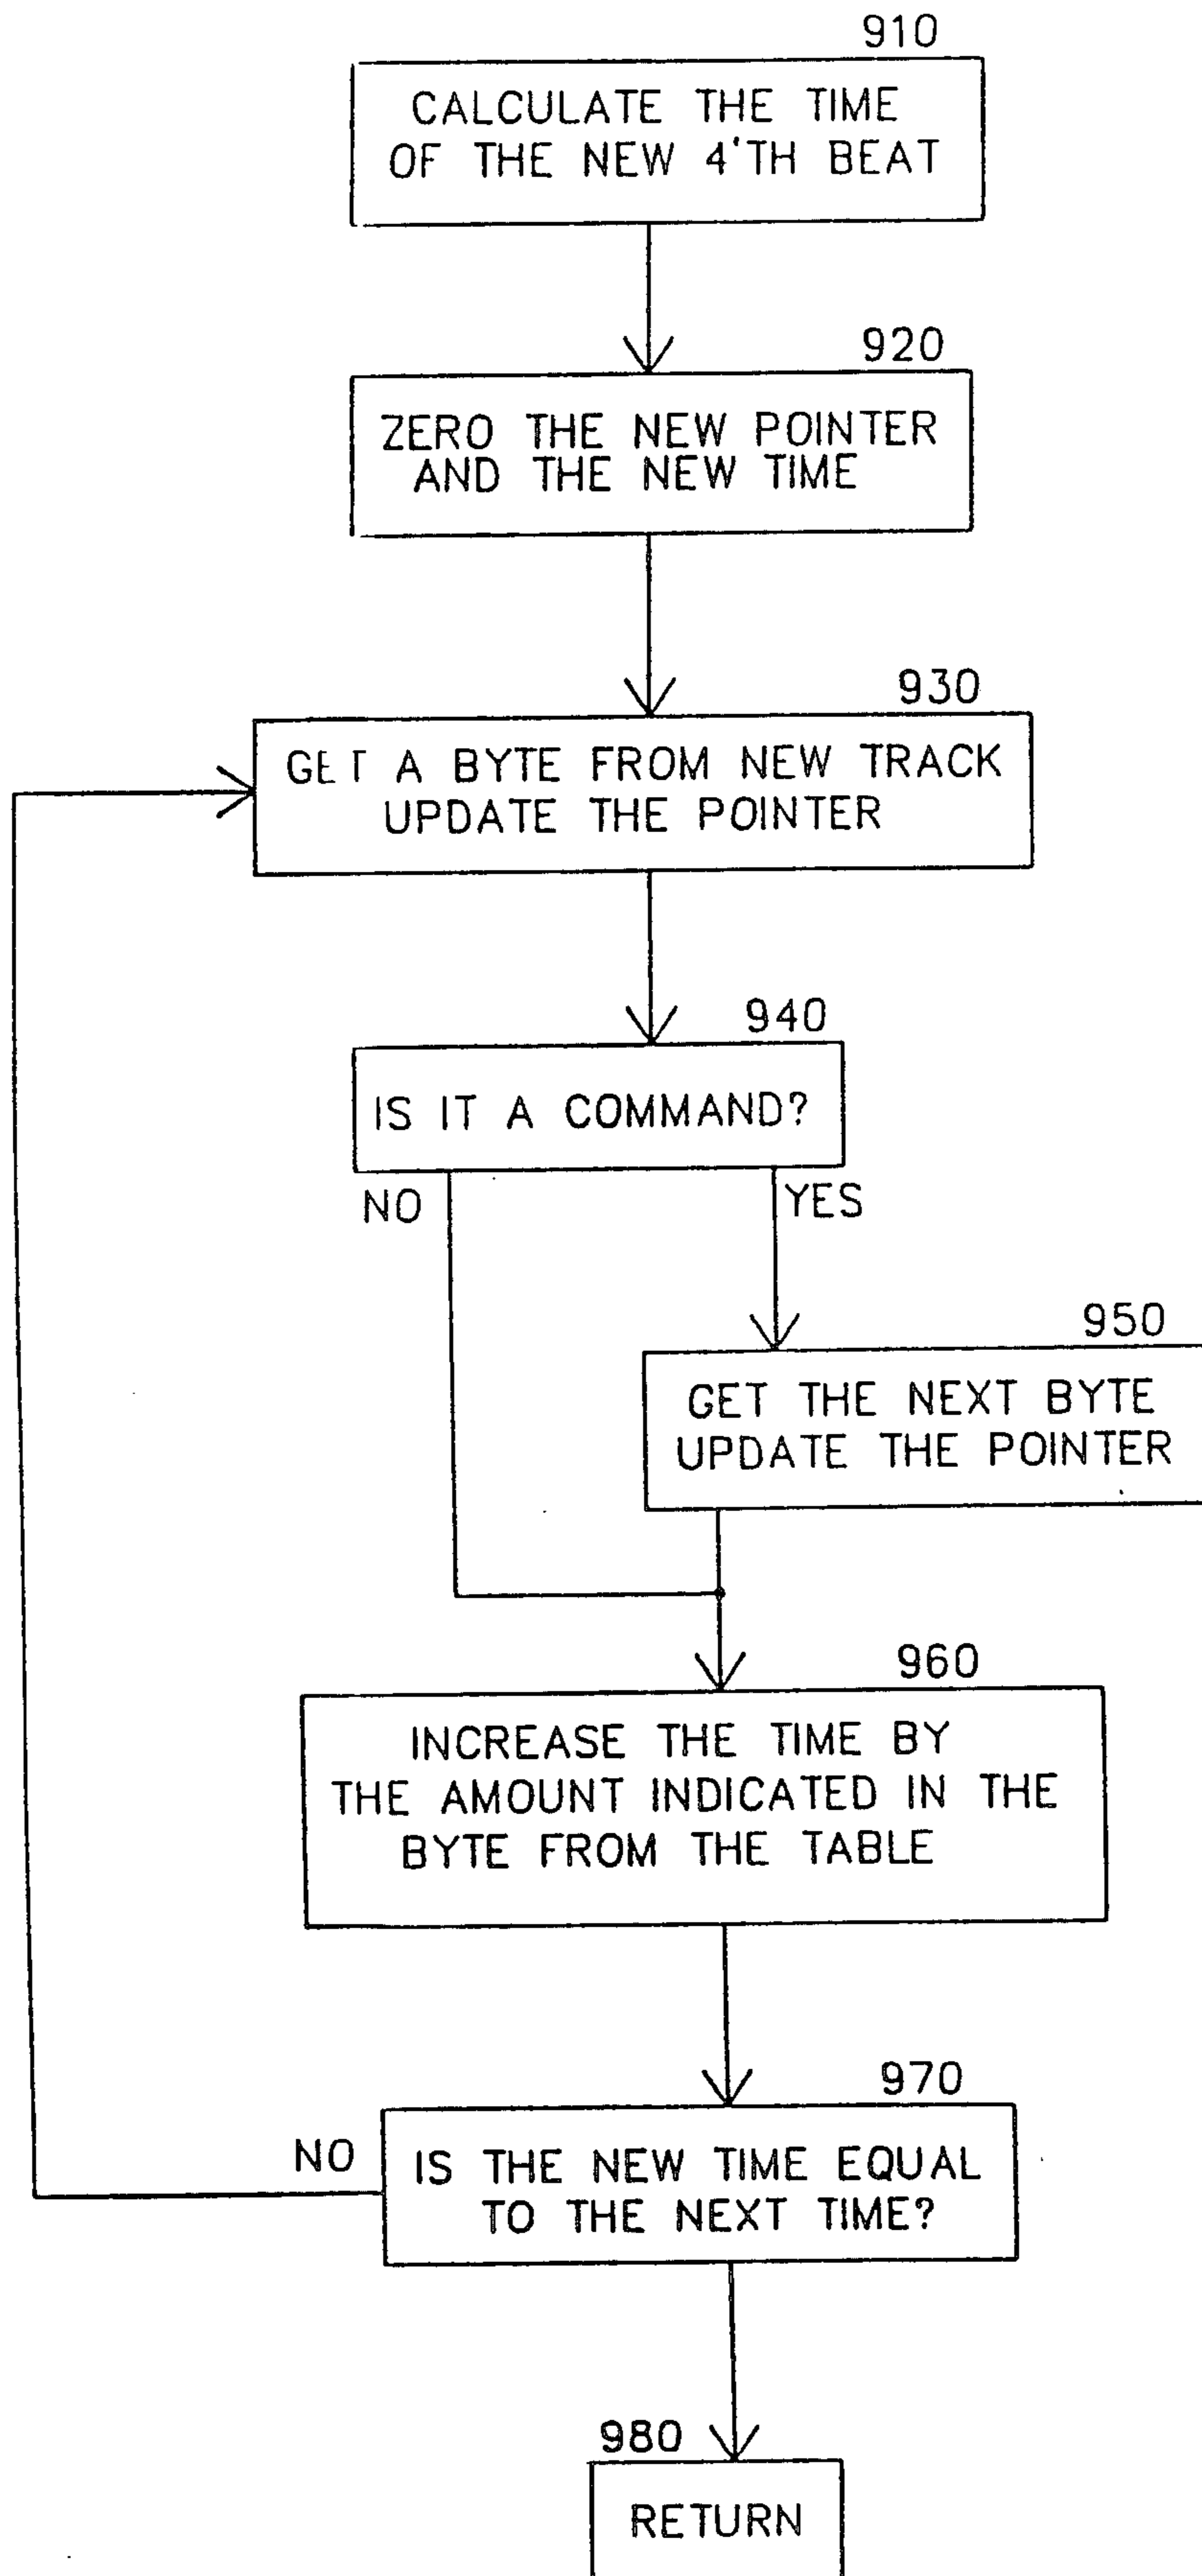 910
CALCULATE THE TIME
OF THE NEW 4'TH BEAT
920
ZERO THE NEW POINTER
AND THE NEW TIME
930
GET A BYTE FROM NEW TRACK
UPDATE THE POINTER
940
IS IT A COMMAND?
NO
YES
950
GET THE NEXT BYTE
UPDATE THE POINTER
960
INCREASE THE TIME BY
THE AMOUNT INDICATED IN THE
BYTE FROM THE TABLE
970
NO
IS THE NEW TIME EQUAL
TO THE NEXT TIME?
980
RETURN